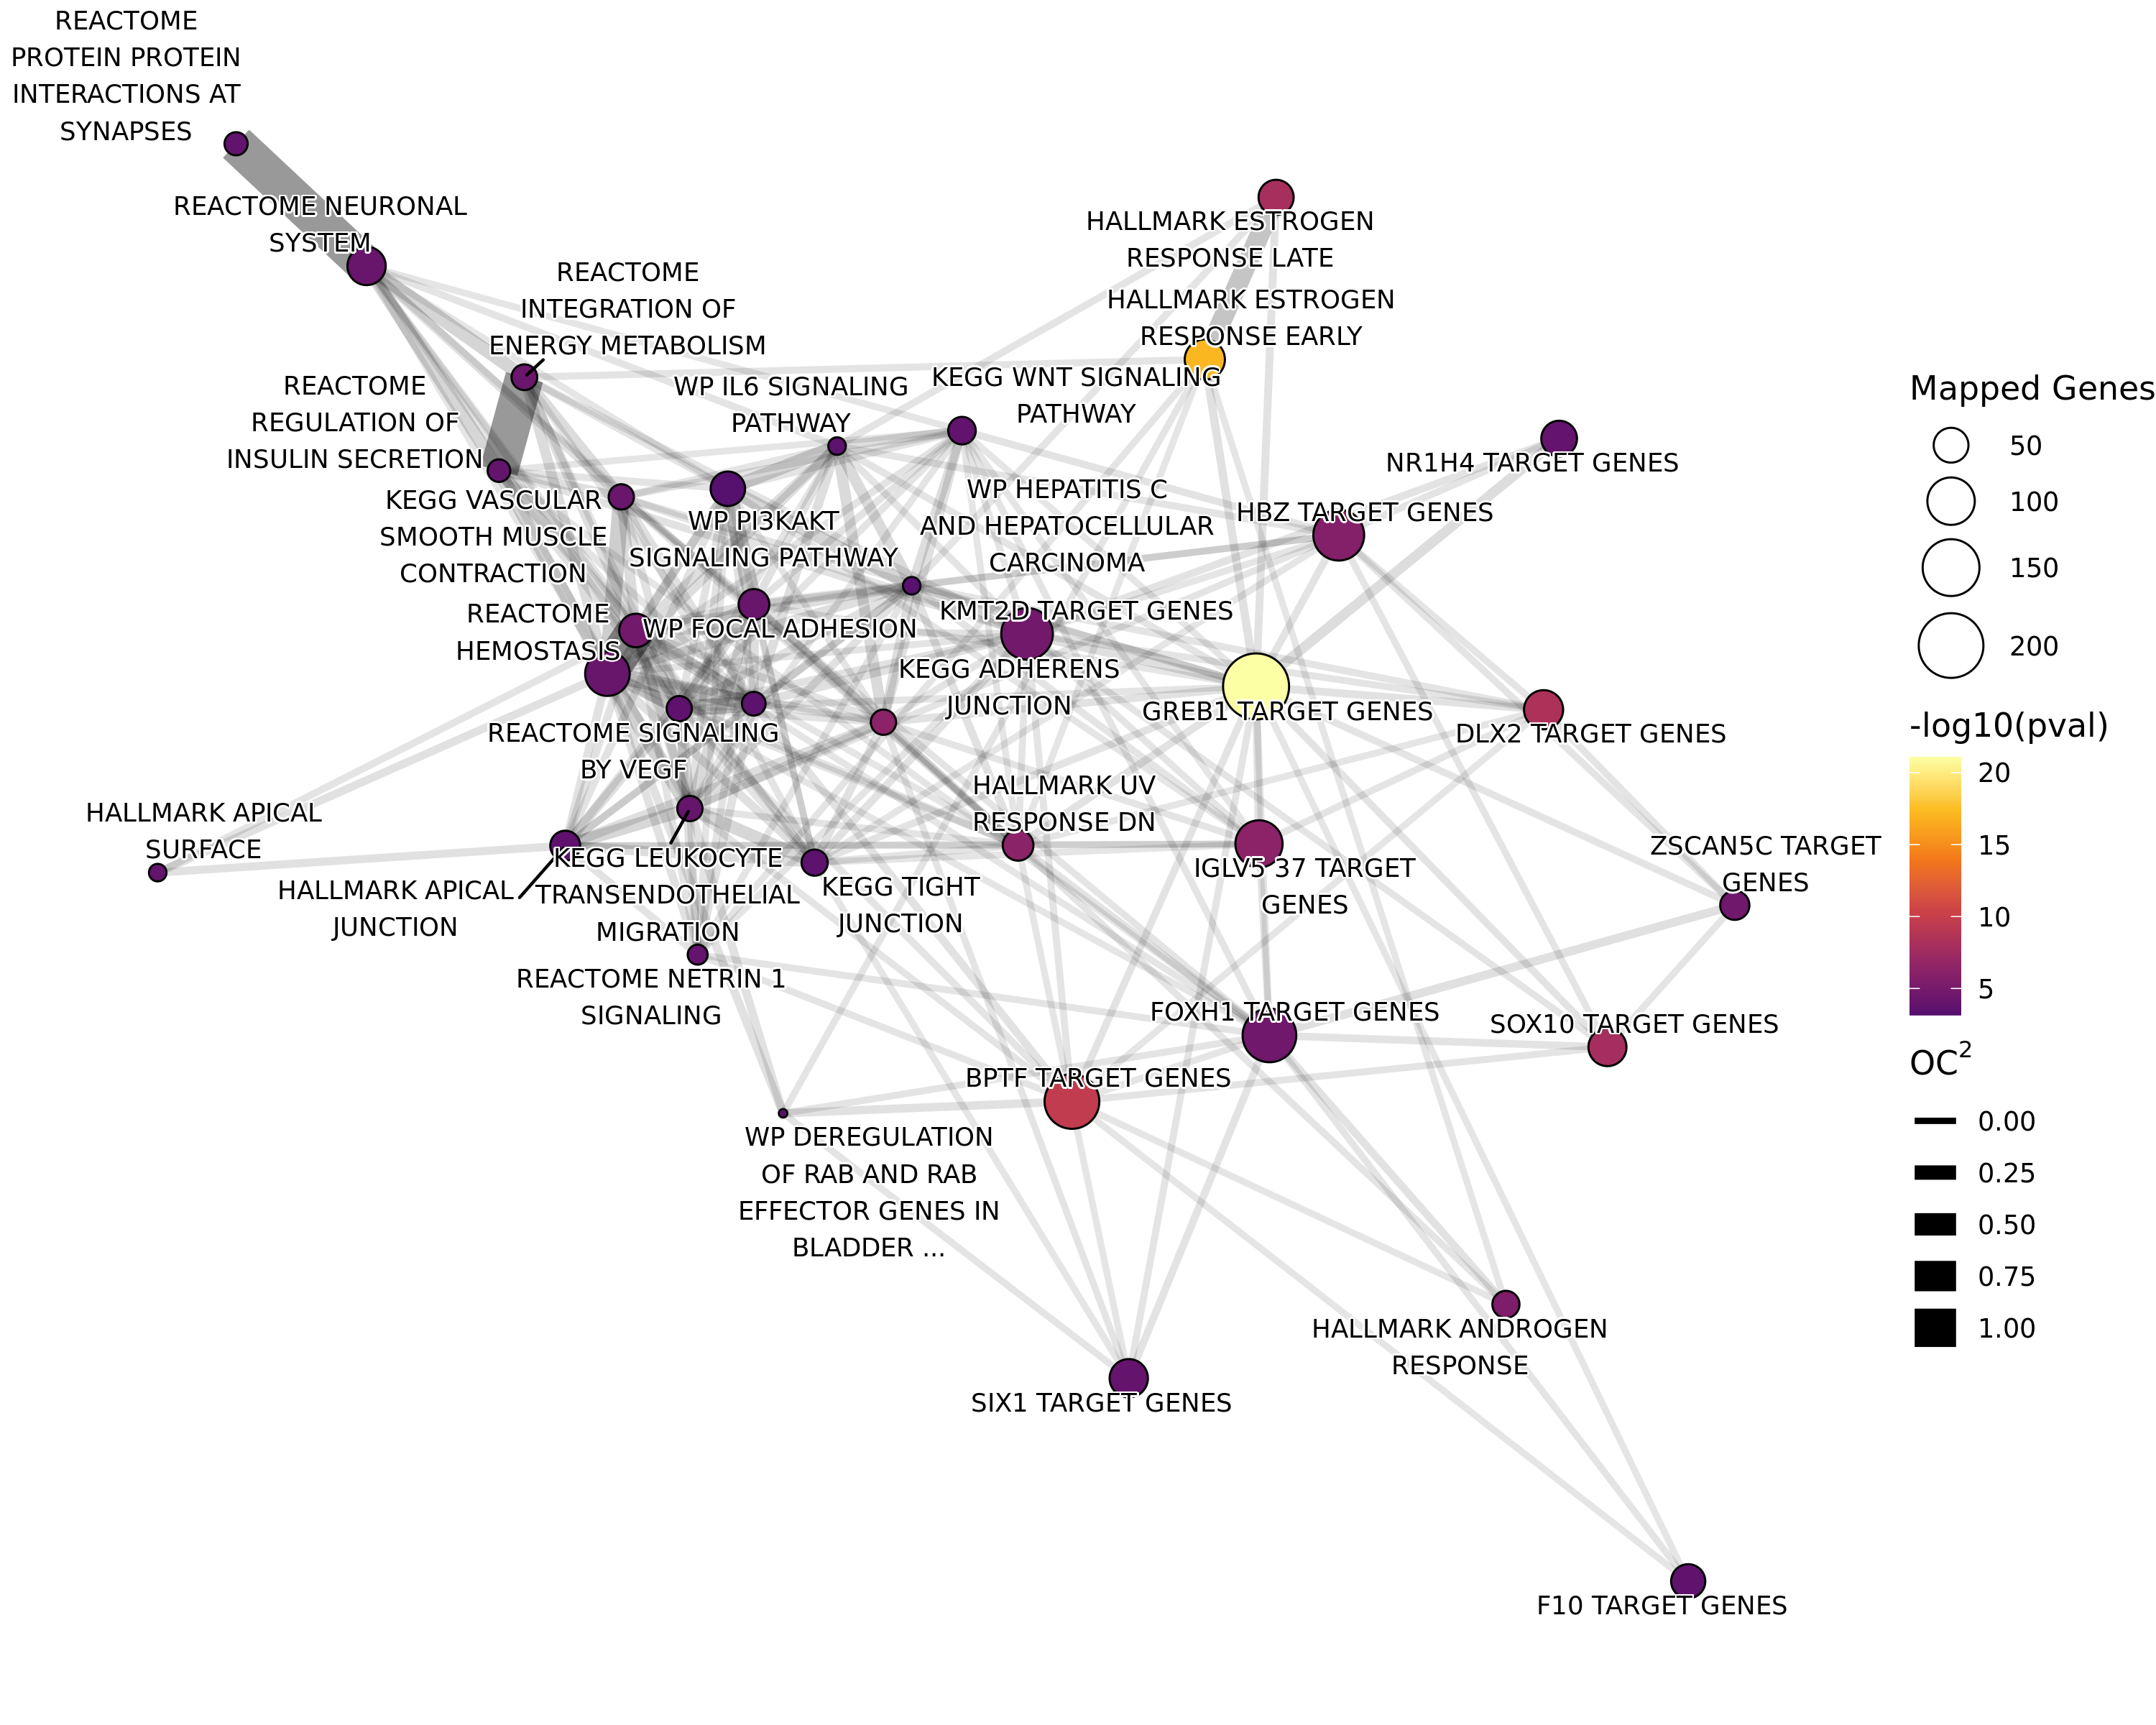 REACTOME
PROTEIN PROTEIN
INTERACTIONS AT
SYNAPSES
REACTOME NEURONAL
SYSTEM
REACTOME
INTEGRATION OF
ENERGY METABOLISM
REACTOME
REGULATION OF
INSULIN SECRETION
HALLMARK ESTROGEN
RESPONSE LATE
HALLMARK ESTROGEN
RESPONSE EARLY
WP IL6 SIGNALING
PATHWAY
KEGG WNT SIGNALING
PATHWAY
NR1H4 TARGET GENES
KEGG VASCULAR
SMOOTH MUSCLE
CONTRACTION
WP PI3KAKT
SIGNALING PATHWAY
WP HEPATITIS C
AND HEPATOCELLULAR
CARCINOMA
HBZ TARGET GENES
REACTOME
HEMOSTASIS
WP FOCAL ADHESION
KMT2D TARGET GENES
KEGG ADHERENS
JUNCTION
GREB1 TARGET GENES
DLX2 TARGET GENES
REACTOME SIGNALING
BY VEGF
HALLMARK UV
RESPONSE DN
HALLMARK APICAL
SURFACE
HALLMARK APICAL
JUNCTION
KEGG LEUKOCYTE
TRANSENDOTHELIAL
MIGRATION
KEGG TIGHT
JUNCTION
IGLV5 37 TARGET
GENES
ZSCAN5C TARGET
GENES
REACTOME NETRIN 1
SIGNALING
FOXH1 TARGET GENES
SOX10 TARGET GENES
BPTF TARGET GENES
WP DEREGULATION
OF RAB AND RAB
EFFECTOR GENES IN
BLADDER ...
HALLMARK ANDROGEN
RESPONSE
SIX1 TARGET GENES
F10 TARGET GENES
Mapped Genes
50
100
150
200
-log10(pval)
20
15
10
5
OC2
0.00
0.25
0.50
0.75
1.00